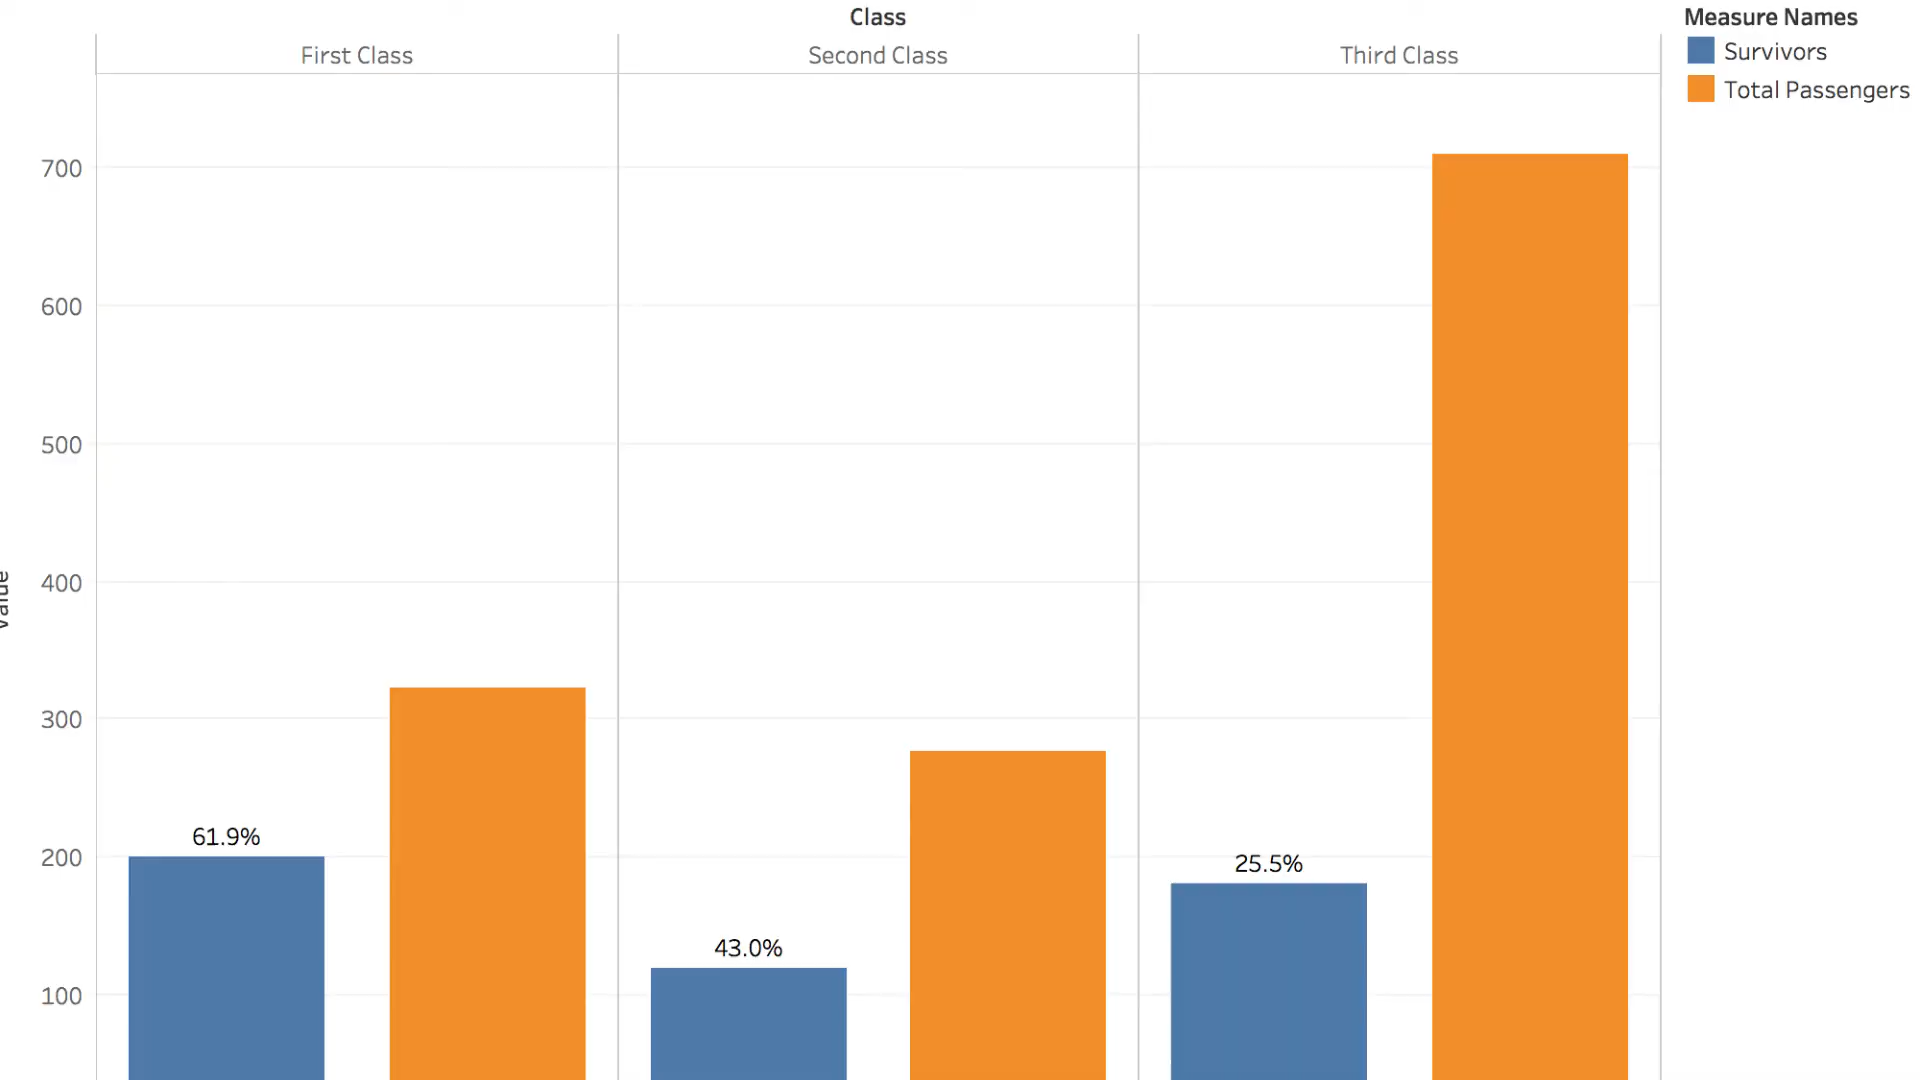 Class
First Class
Second Class
Third Class
Measure Names
Survivors
Total Passengers
700
600
500
400
300
200
100
Value
61.9%
43.0%
25.5%